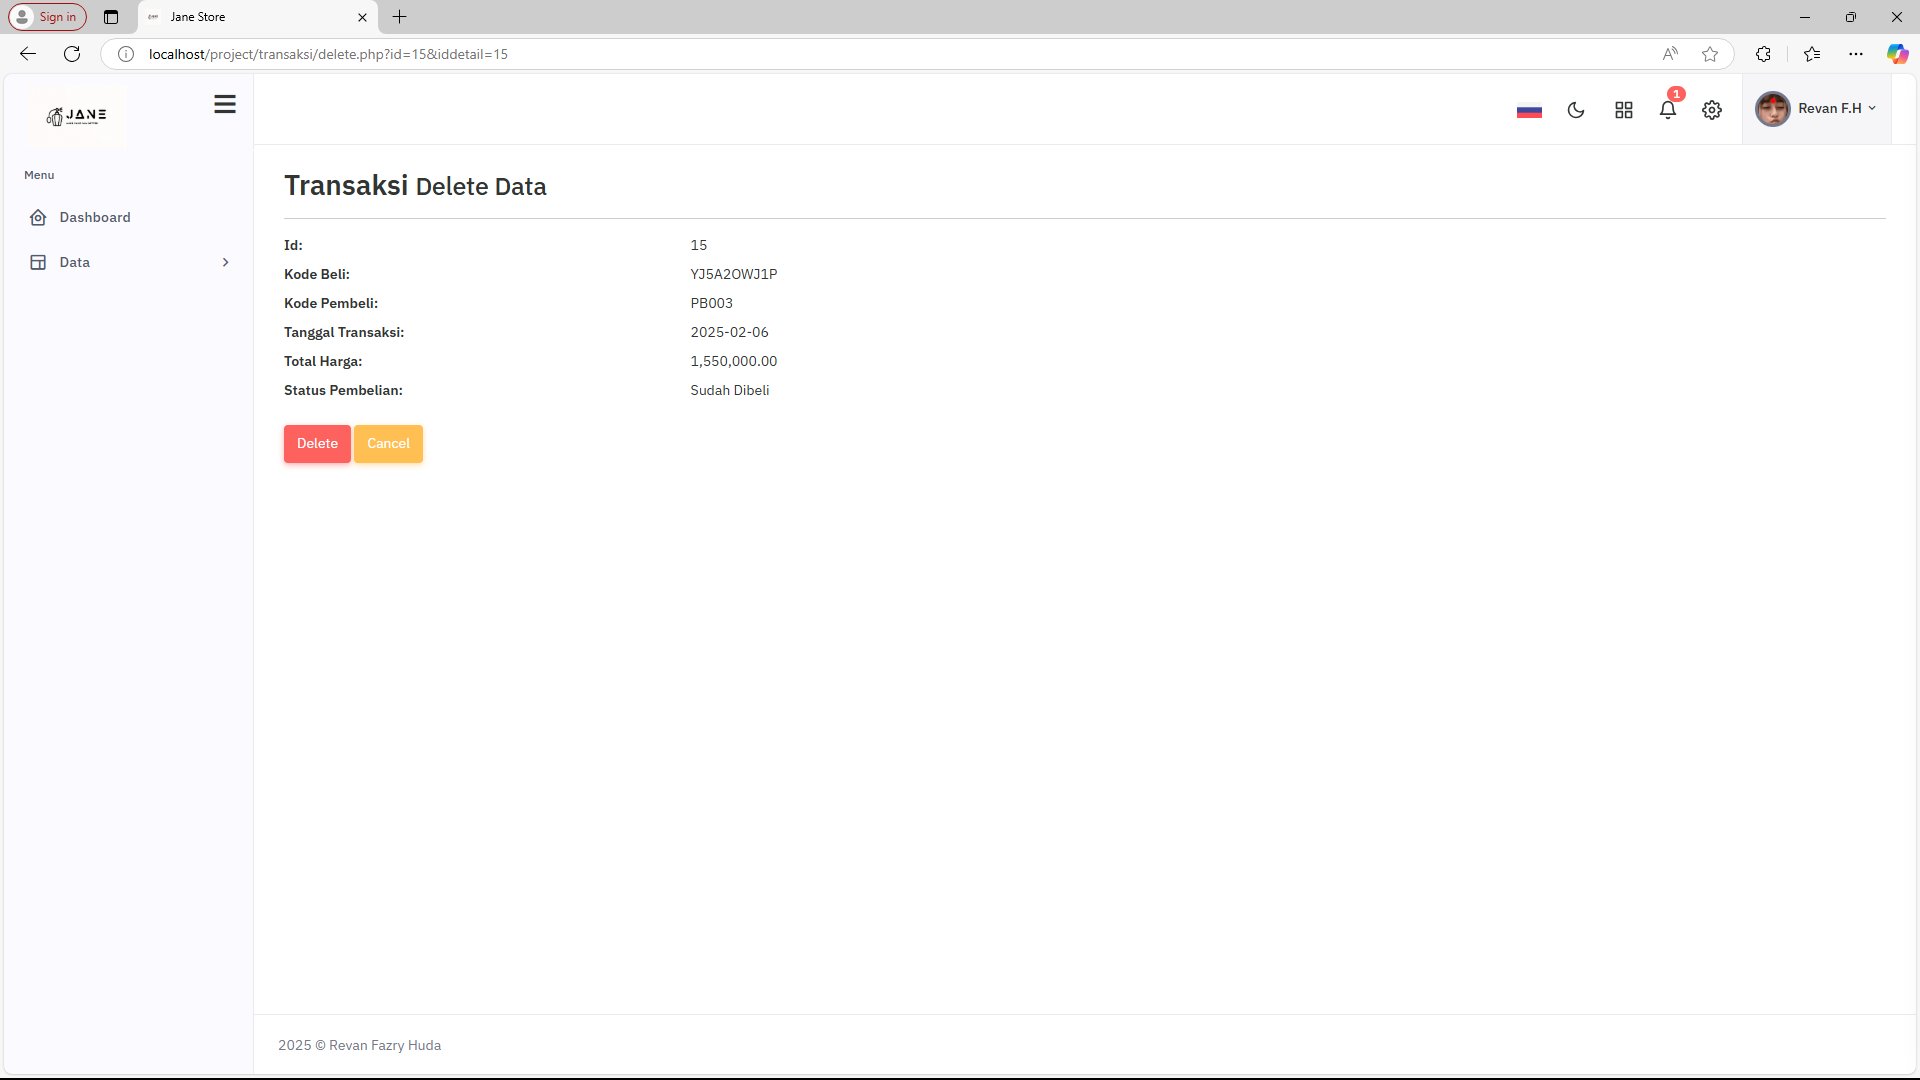 Sign in
Jane Store
localhost/project/transaksi/delete.php?id=15&iddetail=15
JANE
1
Revan F.H
Menu
Dashboard
Data
Transaksi Delete Data
Id: 15
Kode Beli: YJ5A2OWJ1P
Kode Pembeli: PB003
Tanggal Transaksi: 2025-02-06
Total Harga: 1,550,000.00
Status Pembelian: Sudah Dibeli
Delete Cancel
2025 © Revan Fazry Huda